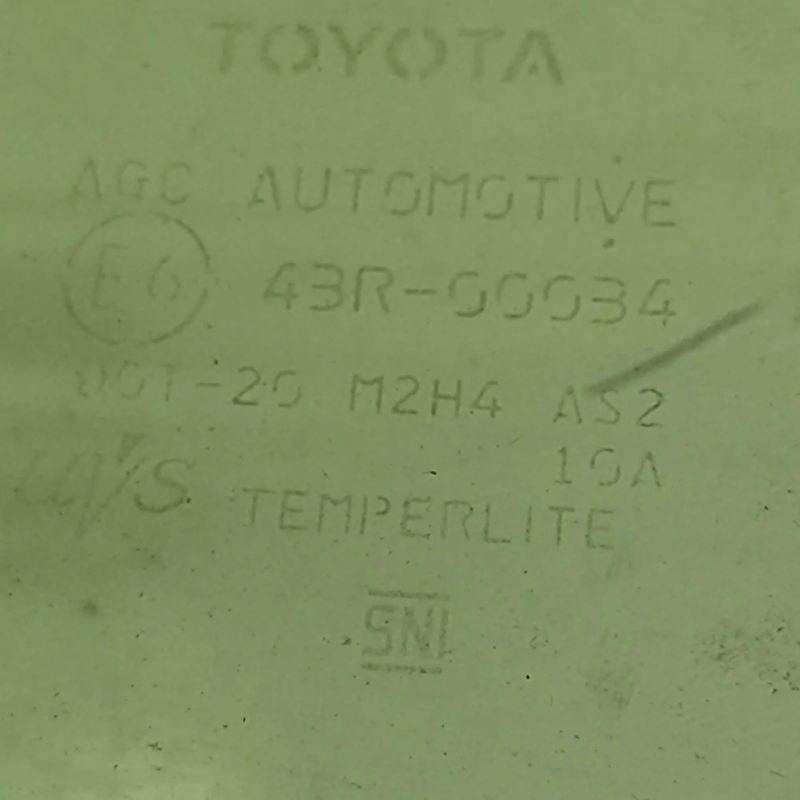 TOYOTA
AGC AUTOMOTIVE
E6 43R-00034
DOT-20 M2H4 AS2
10A
TEMPERLITE
SNI